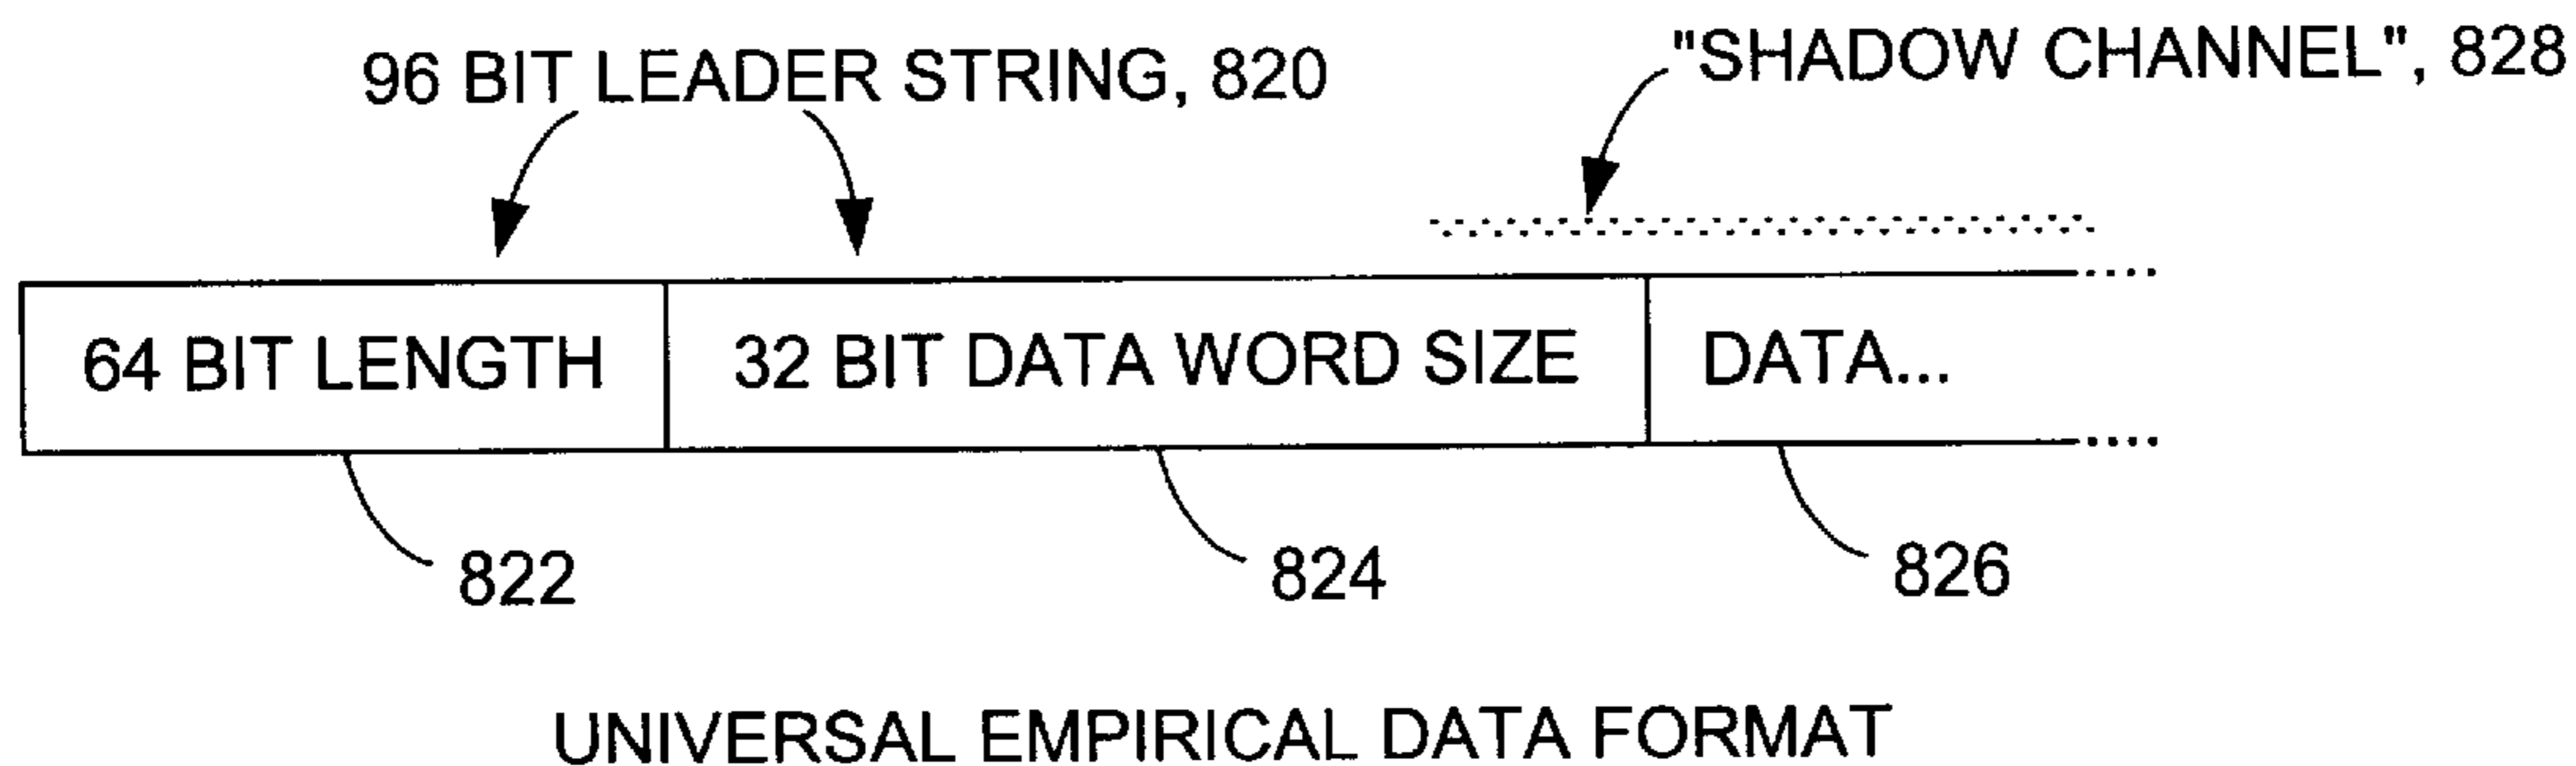 "SHADOW CHANNEL", 828
96 BIT LEADER STRING, 820
64 BIT LENGTH 32 BIT DATA WORD SIZE DATA...
822 824 826
UNIVERSAL EMPIRICAL DATA FORMAT